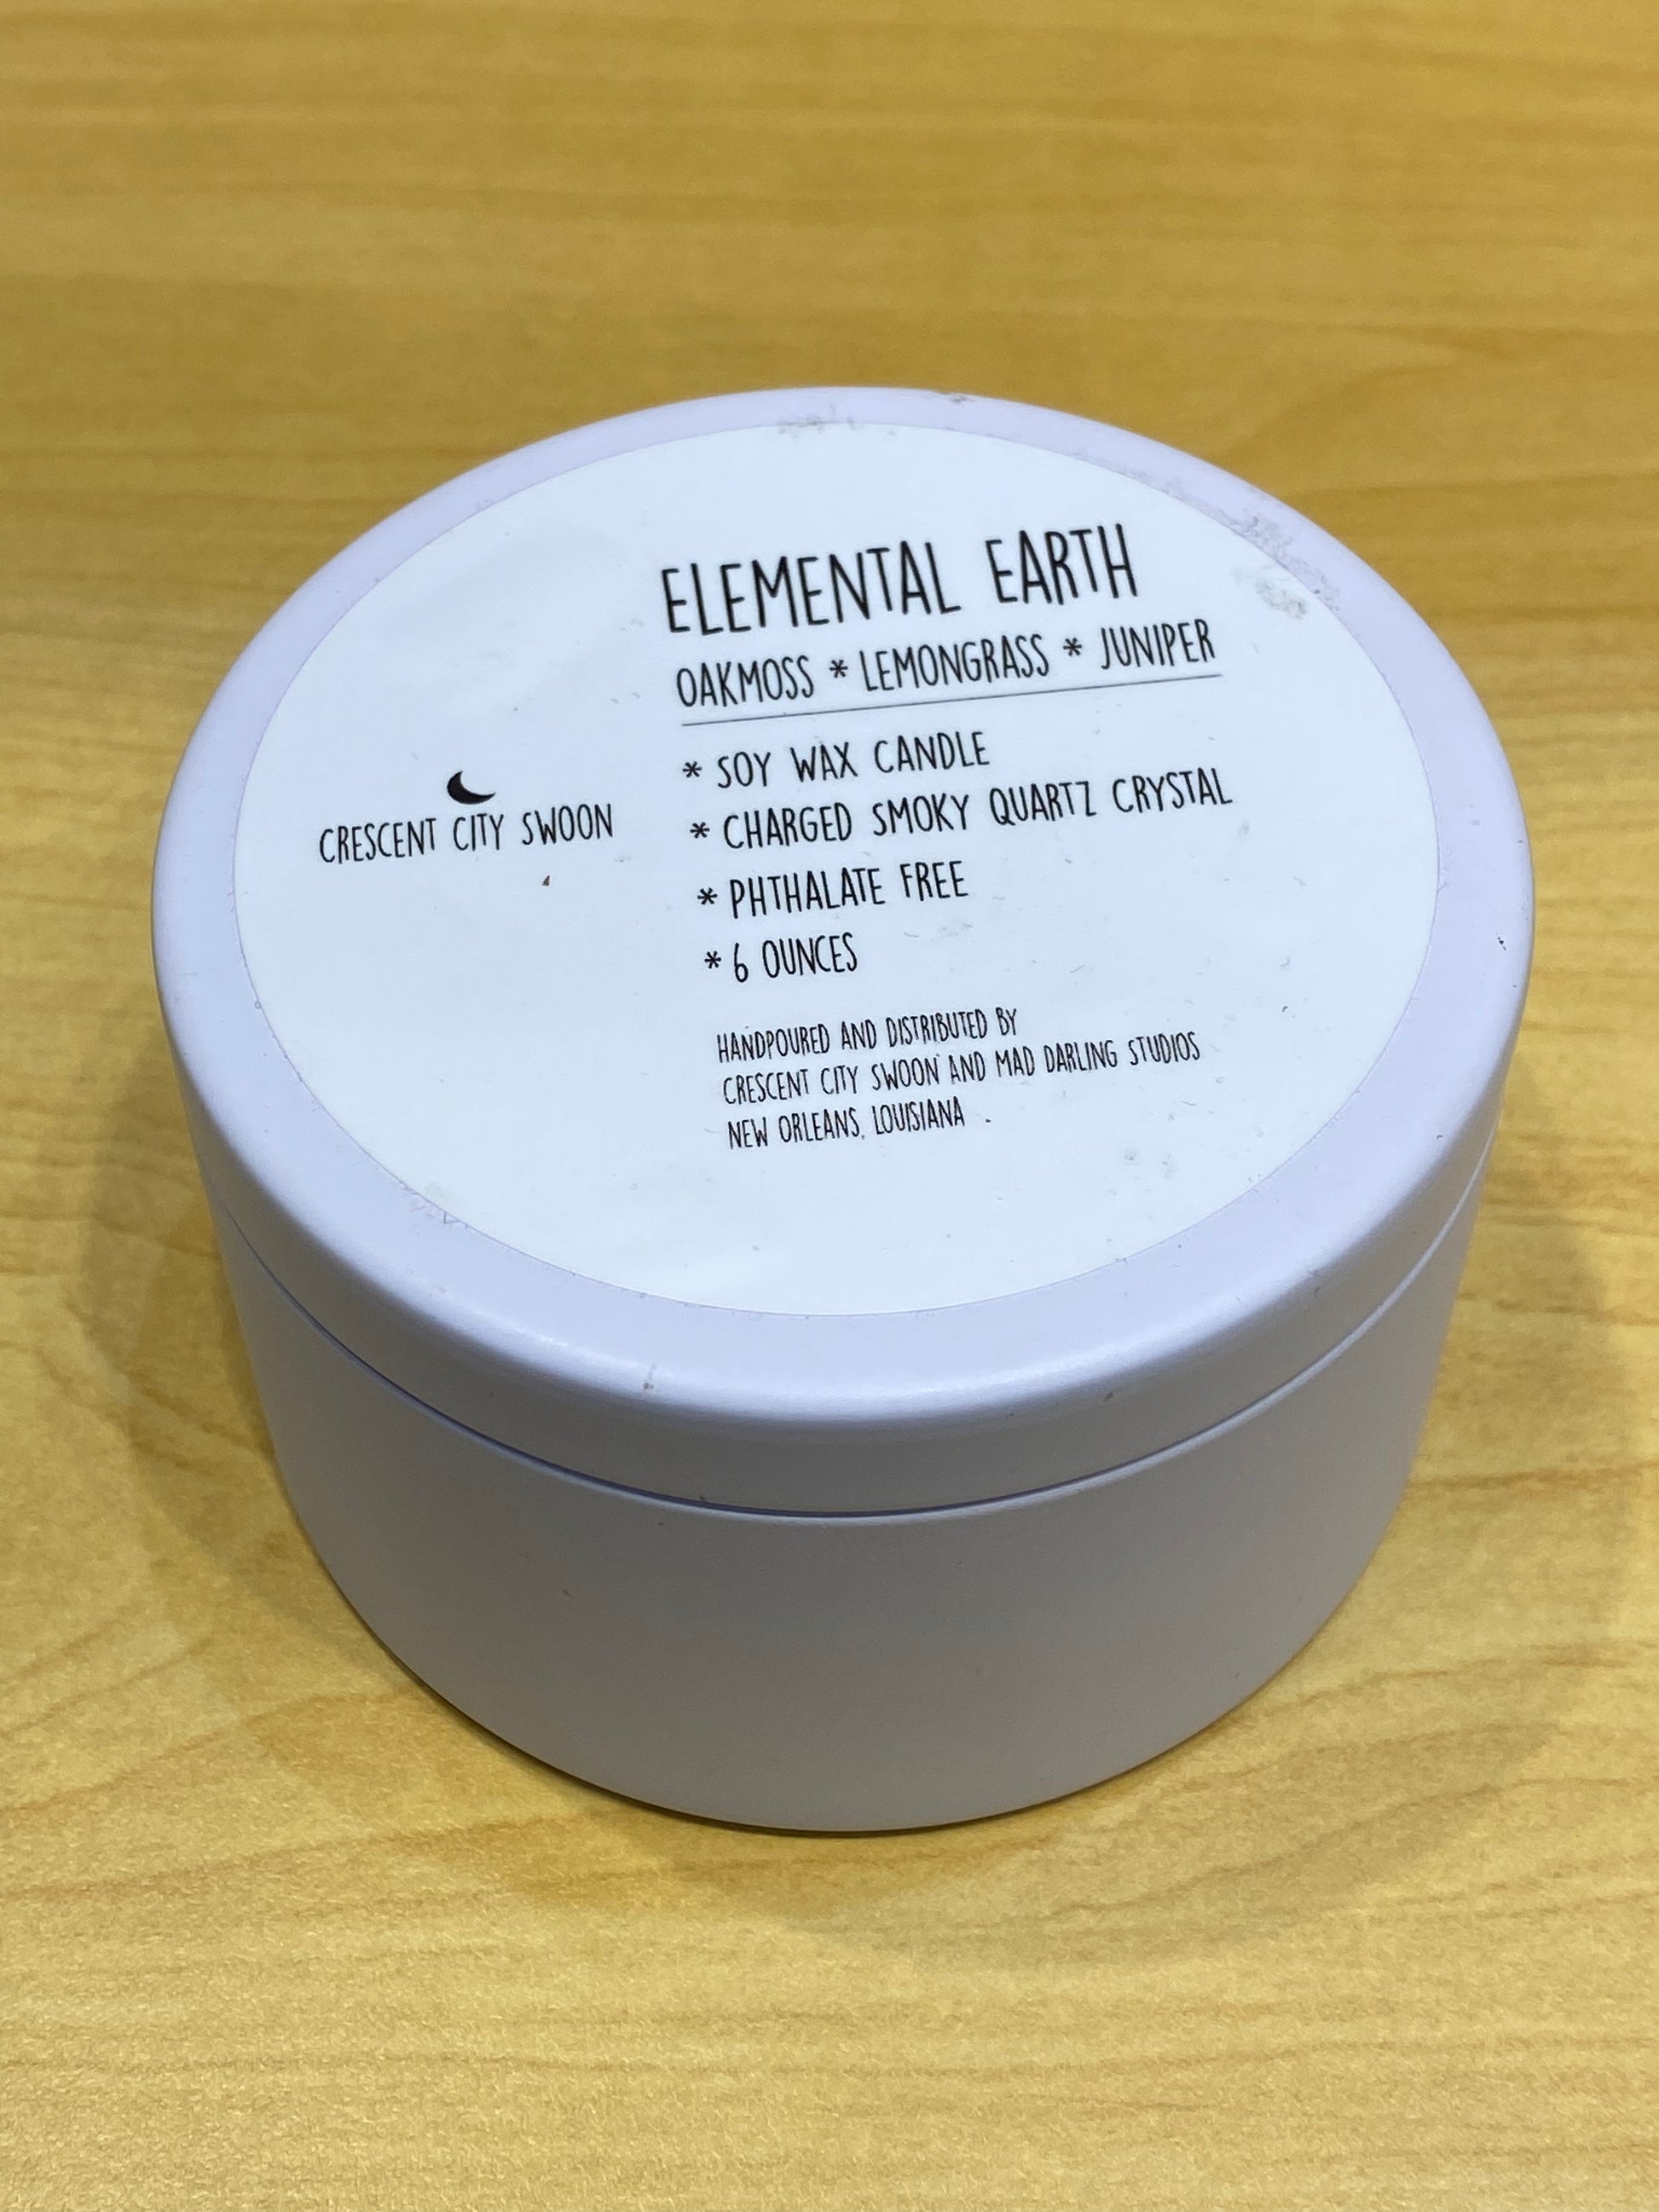 ELEMENTAL EARTH
OAKMOSS * LEMONGRASS * JUNIPER
* SOY WAX CANDLE
* CHARGED SMOKY QUARTZ CRYSTAL
* PHTHALATE FREE
* 6 OUNCES
CRESCENT CITY SWOON
HANDPOURED AND DISTRIBUTED BY
CRESCENT CITY SWOON AND MAD DARLING STUDIOS
NEW ORLEANS, LOUISIANA